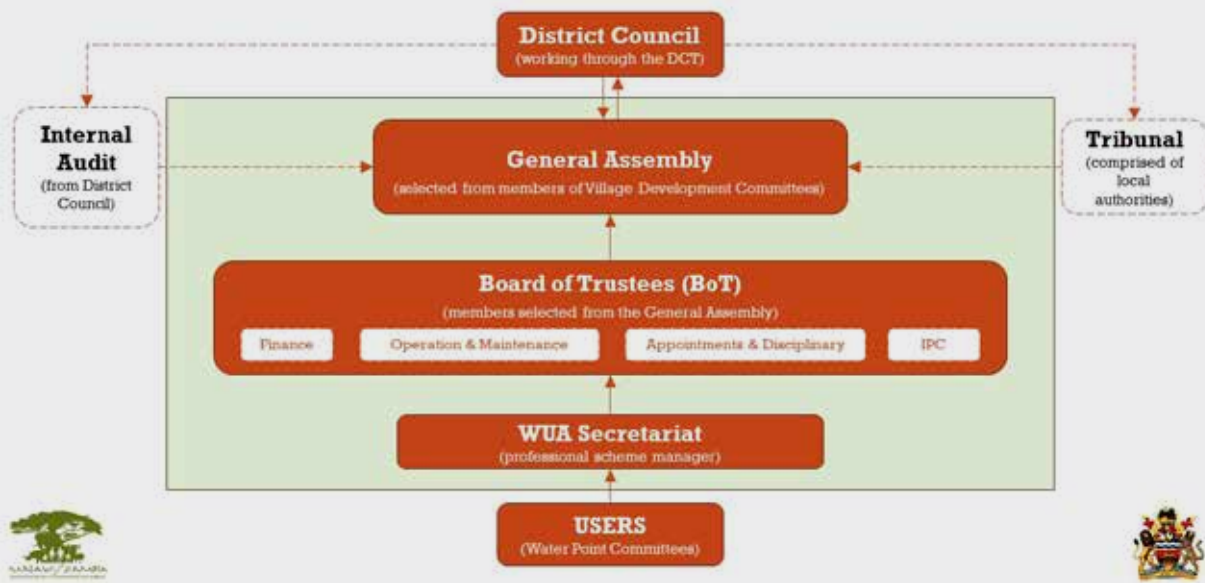 District Council
(working through the DCT)
Internal
Audit
(from District
Council)
General Assembly
(selected from members of Village Development Committees)
Tribunal
(comprised of
local
authorities)
Board of Trustees (BoT)
(members selected from the General Assembly)
Finance
Operation & Maintenance
Appointments & Disciplinary
IPC
WUA Secretariat
(professional scheme manager)
USERS
(Water Point Committees)